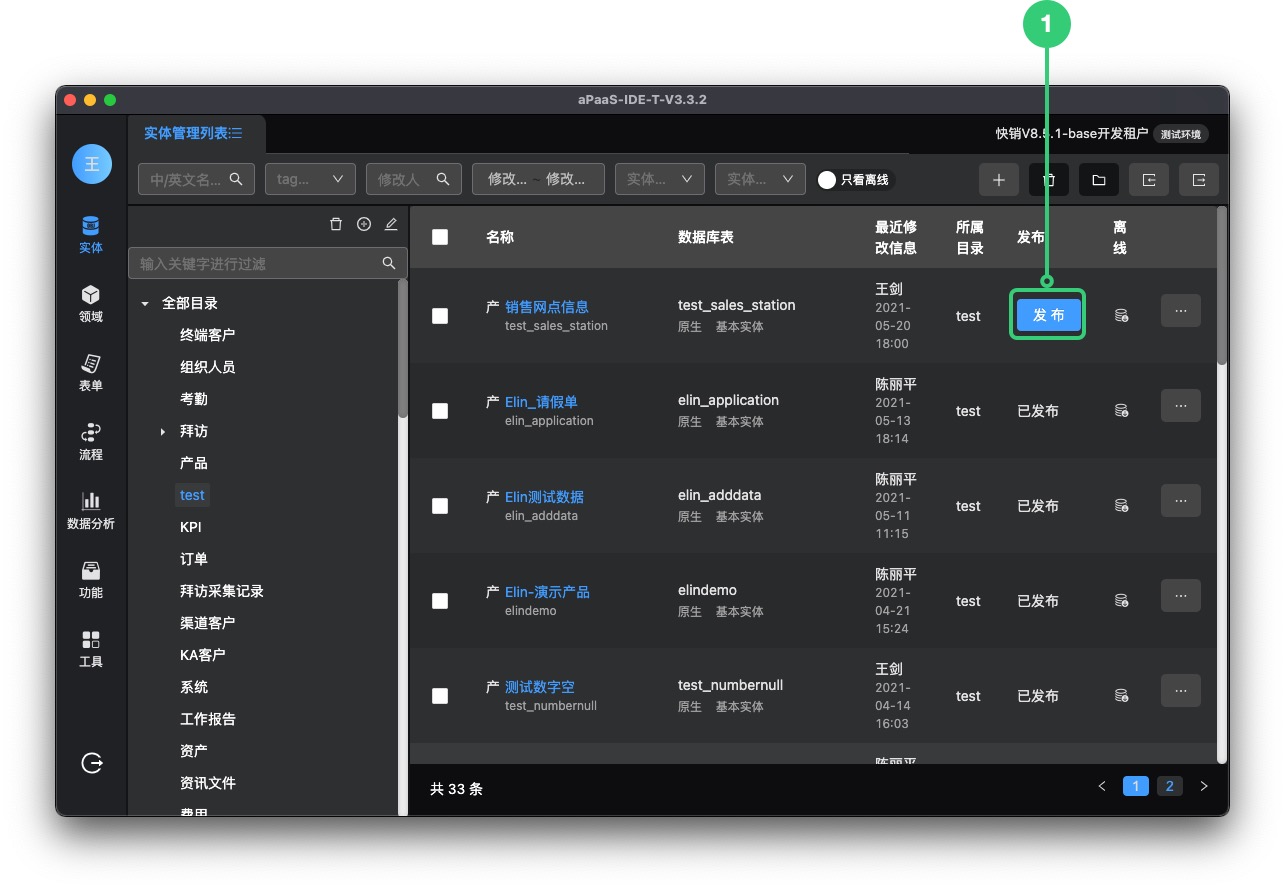 1
aPaaS-IDE-T-V3.3.2
实体管理列表
快销V8.5.1-base开发租户 测试环境
王
中/英文名... tag... 修改人 修改... ~ 修改... 实体... 实体... 只看离线
实体
领域
表单
流程
数据分析
功能
工具
输入关键字进行过滤
全部目录
终端客户
组织人员
考勤
拜访
产品
test
KPI
订单
拜访采集记录
渠道客户
KA客户
系统
工作报告
资产
资讯文件
费用
名称 数据库表 最近修 所属 发布 离
改信息 目录 线
王剑
产 销售网点信息 test_sales_station 2021-
test_sales_station 原生 基本实体 05-20 test 发 布 ...
18:00
陈丽平
产 Elin_请假单 elin_application 2021-
elin_application 原生 基本实体 05-13 test 已发布 ...
18:14
陈丽平
产 Elin测试数据 elin_adddata 2021-
elin_adddata 原生 基本实体 05-11 test 已发布 ...
11:15
陈丽平
产 Elin-演示产品 elindemo 2021-
elindemo 原生 基本实体 04-21 test 已发布 ...
15:24
王剑
产 测试数字空 test_numbernull 2021-
test_numbernull 原生 基本实体 04-14 test 已发布 ...
16:03
陈丽平
共 33 条 < 1 2 >